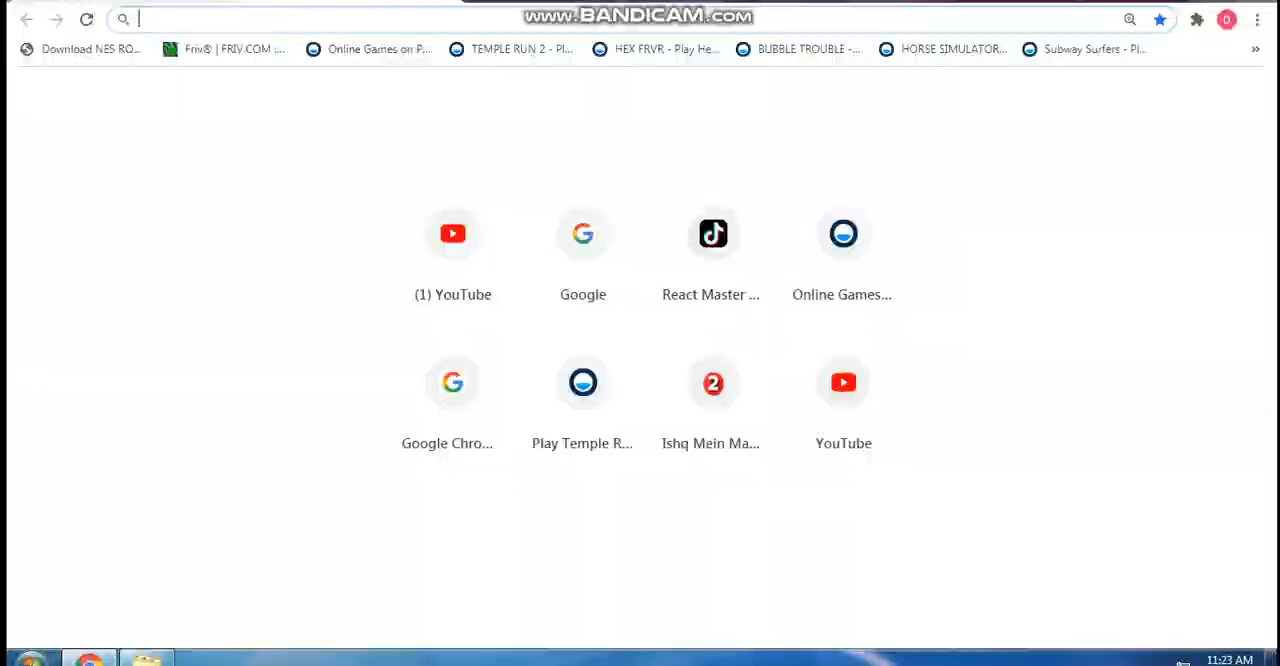 www.BANDICAM.com
D
Download NES RO... Friv® | FRIV.COM :... Online Games on P... TEMPLE RUN 2 - Pl... HEX FRVR - Play He... BUBBLE TROUBLE -... HORSE SIMULATOR... Subway Surfers - Pl... »
(1) YouTube Google React Master ... Online Games...
2
Google Chro... Play Temple R... Ishq Mein Ma... YouTube
11:23 AM